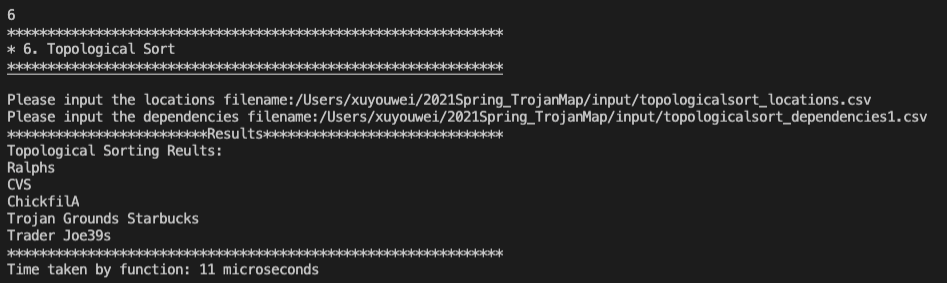 6
**************************************************************
* 6. Topological Sort
**************************************************************
Please input the locations filename:/Users/xuyouwei/2021Spring_TrojanMap/input/topologicalsort_locations.csv
Please input the dependencies filename:/Users/xuyouwei/2021Spring_TrojanMap/input/topologicalsort_dependencies1.csv
*************************Results******************************
Topological Sorting Reults:
Ralphs
CVS
ChickfilA
Trojan Grounds Starbucks
Trader Joe39s
**************************************************************
Time taken by function: 11 microseconds